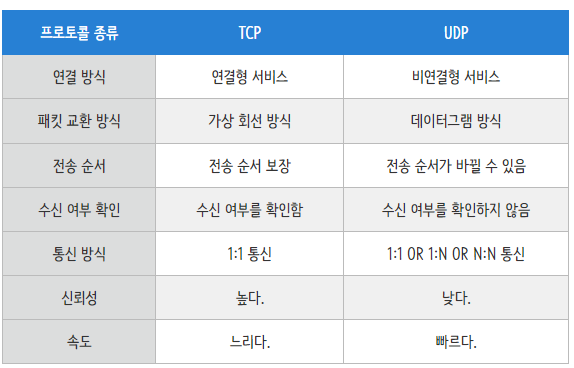 프로토콜 종류 TCP UDP
연결 방식 연결형 서비스 비연결형 서비스
패킷 교환 방식 가상 회선 방식 데이터그램 방식
전송 순서 전송 순서 보장 전송 순서가 바뀔 수 있음
수신 여부 확인 수신 여부를 확인함 수신 여부를 확인하지 않음
통신 방식 1:1 통신 1:1 OR 1:N OR N:N 통신
신뢰성 높다. 낮다.
속도 느리다. 빠르다.